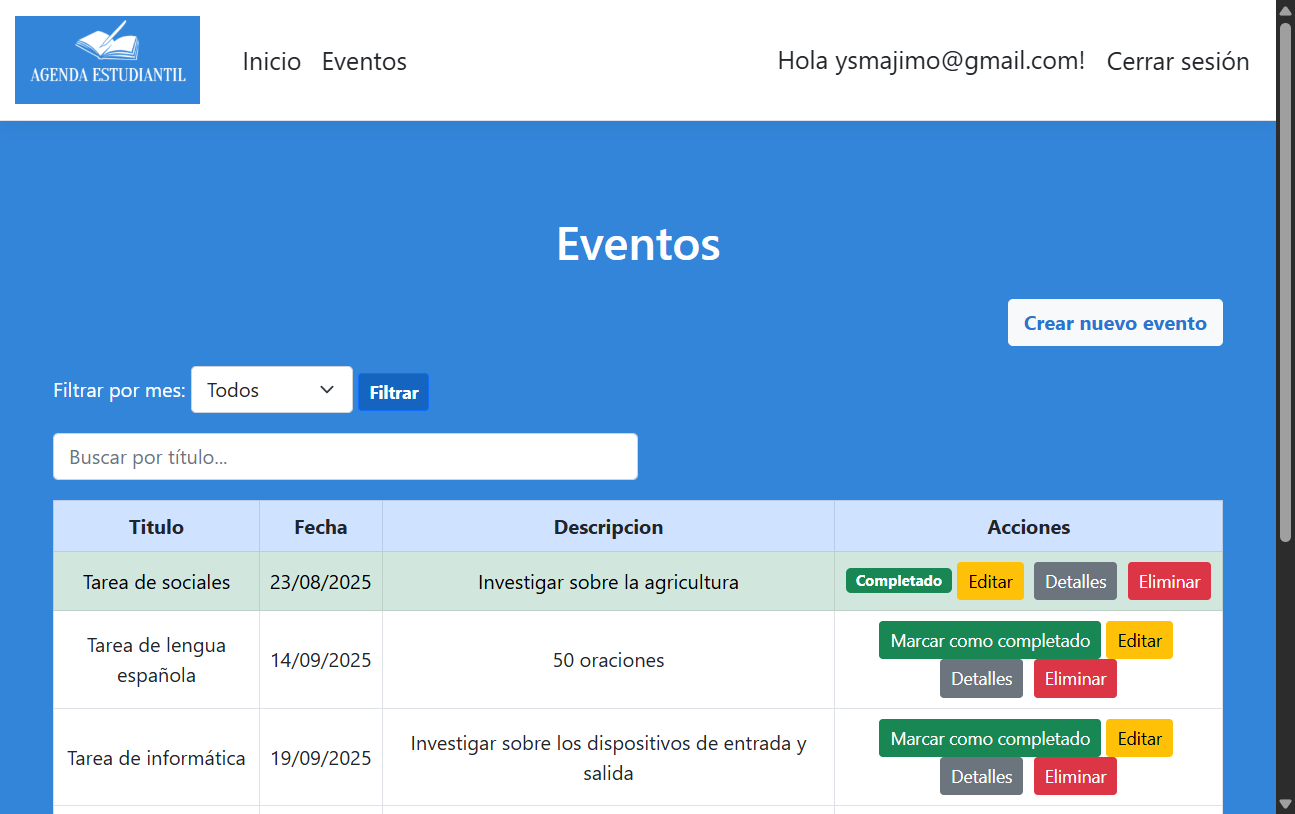 AGENDA ESTUDIANTIL
Inicio Eventos Hola ysmajimo@gmail.com! Cerrar sesión
Eventos
Crear nuevo evento
Filtrar por mes: Todos Filtrar
Buscar por título...
Titulo Fecha Descripcion Acciones
Tarea de sociales 23/08/2025 Investigar sobre la agricultura Completado Editar Detalles Eliminar
Tarea de lengua
española
14/09/2025
50 oraciones
Marcar como completado Editar
Detalles Eliminar
Tarea de informática
19/09/2025
Investigar sobre los dispositivos de entrada y
salida
Marcar como completado Editar
Detalles Eliminar